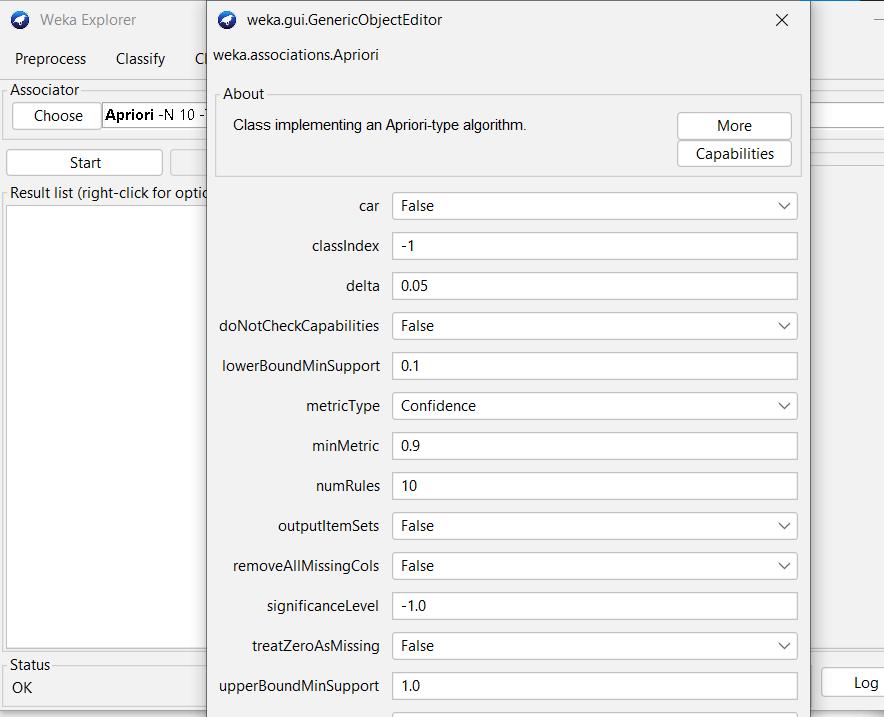 Weka Explorer
Preprocess Classify
Associator
Choose Apriori -N 10 -
Start
Result list (right-click for optio
Status
OK
Log
weka.gui.GenericObjectEditor
weka.associations.Apriori
About
Class implementing an Apriori-type algorithm.
More
Capabilities
car False
classIndex -1
delta 0.05
doNotCheckCapabilities False
lowerBoundMinSupport 0.1
metricType Confidence
minMetric 0.9
numRules 10
outputItemSets False
removeAllMissingCols False
significanceLevel -1.0
treatZeroAsMissing False
upperBoundMinSupport 1.0